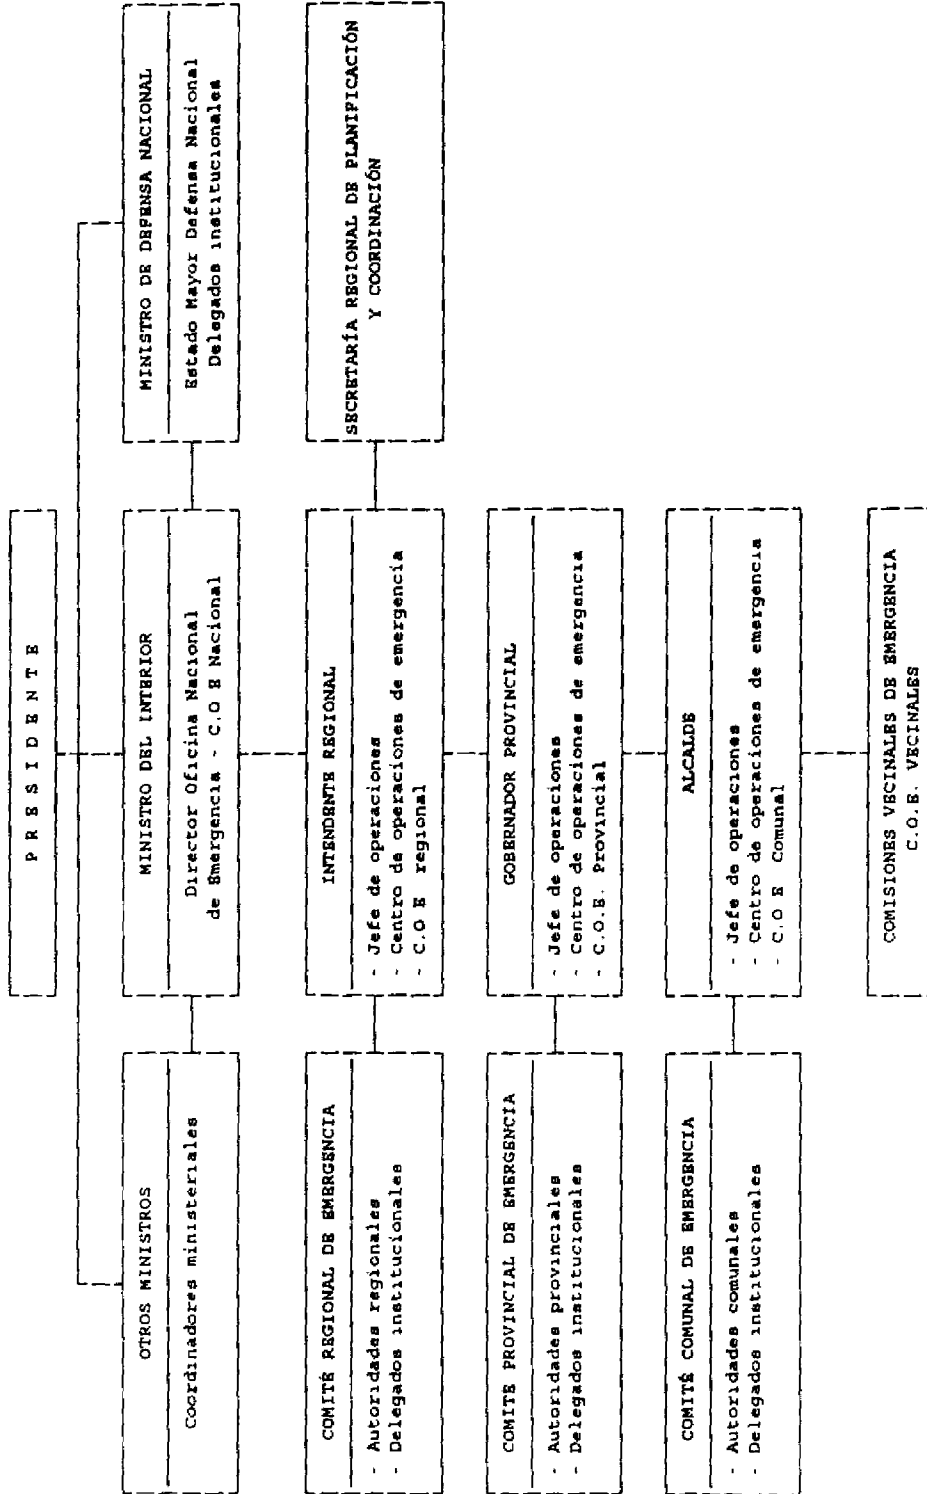 P R E S I D E N T E
OTROS MINISTROS
Coordinadores ministeriales
MINISTRO DEL INTERIOR
Director Oficina Nacional
de Emergencia - C.O E Nacional
MINISTRO DE DEFENSA NACIONAL
Estado Mayor Defensa Nacional
Delegados institucionales
COMITÉ REGIONAL DE EMERGENCIA
- Autoridades regionales
- Delegados institucionales
INTENDENTE REGIONAL
- Jefe de operaciones
- Centro de operaciones de emergencia
- C.O E regional
SECRETARÍA REGIONAL DE PLANIFICACIÓN
Y COORDINACIÓN
COMITÉ PROVINCIAL DE EMERGENCIA
- Autoridades provinciales
- Delegados institucionales
GOBERNADOR PROVINCIAL
- Jefe de operaciones
- Centro de operaciones de emergencia
- C.O.E. Provincial
COMITÉ COMUNAL DE EMERGENCIA
- Autoridades comunales
- Delegados institucionales
ALCALDE
- Jefe de operaciones
- Centro de operaciones de emergencia
- C.O E Comunal
COMISIONES VECINALES DE EMERGENCIA
C.O.E. VECINALES